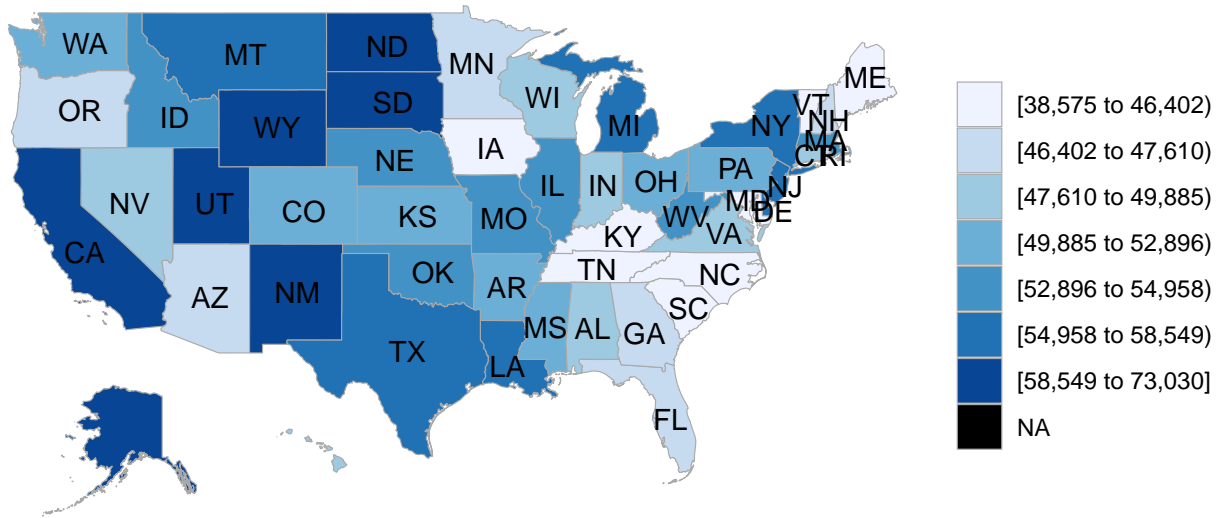 WA
MT
ND
MN
ME
OR
ID
SD
WI
VT
NH
WY
MI
NY
MA
IA
CT
RI
NE
PA
NV
UT
CO
IL
IN
OH
NJ
MD
DE
KS
MO
WV
VA
CA
KY
AZ
NM
OK
AR
TN
NC
SC
MS
AL
GA
TX
LA
FL
[38,575 to 46,402)
[46,402 to 47,610)
[47,610 to 49,885)
[49,885 to 52,896)
[52,896 to 54,958)
[54,958 to 58,549)
[58,549 to 73,030]
NA